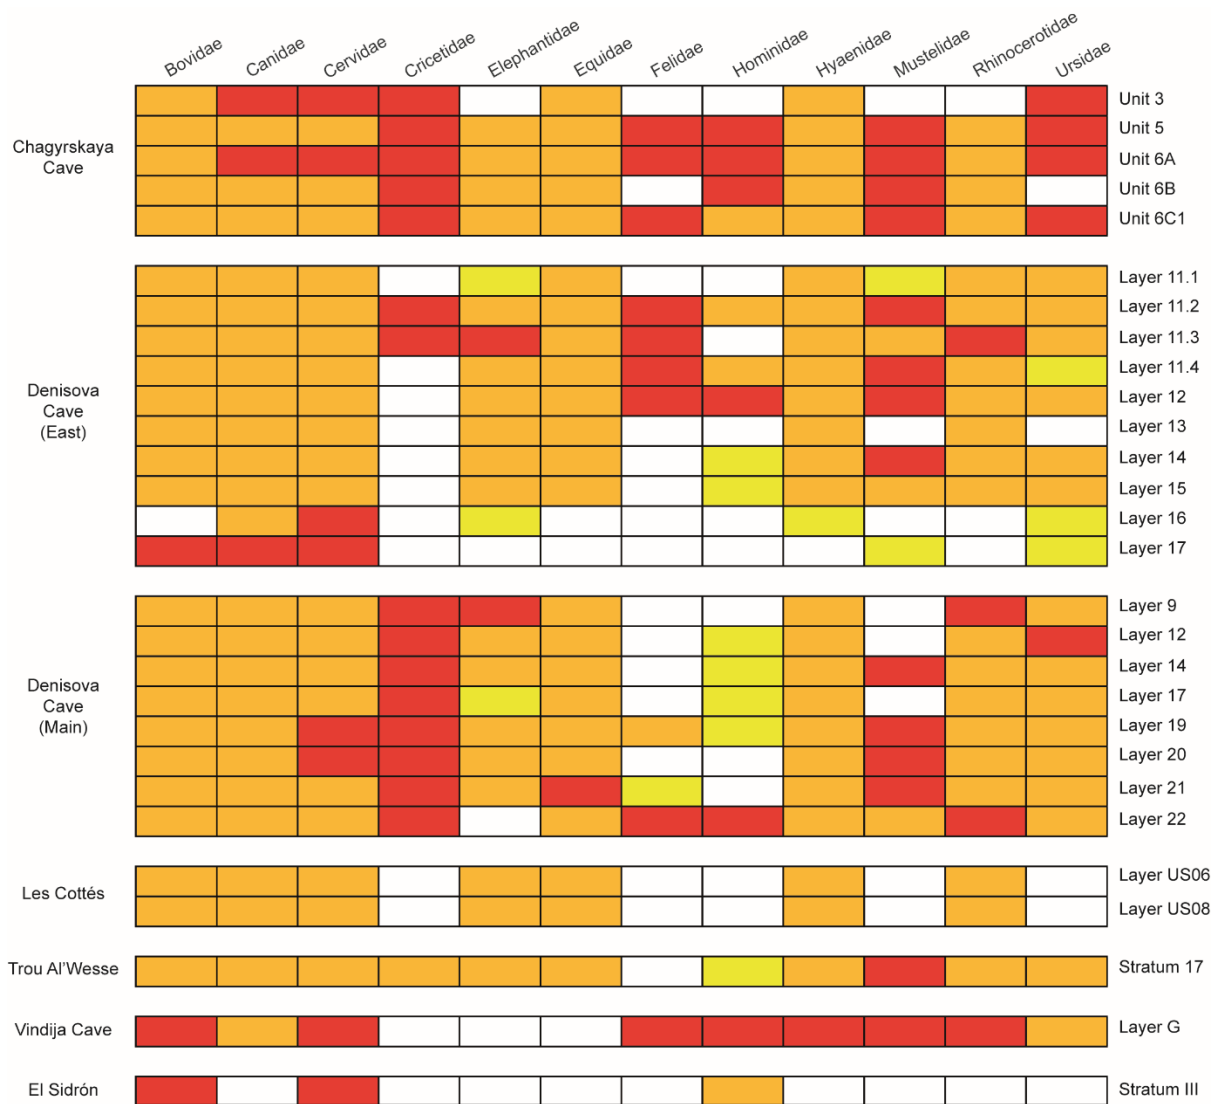 Bovidae
Canidae
Cervidae
Cricetidae
Elephantidae
Equidae
Felidae
Hominidae
Hyaenidae
Mustelidae
Rhinocerotidae
Ursidae
Chagyrskaya
Cave
Unit 3
Unit 5
Unit 6A
Unit 6B
Unit 6C1
Denisova
Cave
(East)
Layer 11.1
Layer 11.2
Layer 11.3
Layer 11.4
Layer 12
Layer 13
Layer 14
Layer 15
Layer 16
Layer 17
Denisova
Cave
(Main)
Layer 9
Layer 12
Layer 14
Layer 17
Layer 19
Layer 20
Layer 21
Layer 22
Les Cottés
Layer US06
Layer US08
Trou Al'Wesse
Stratum 17
Vindija Cave
Layer G
El Sidrón
Stratum III